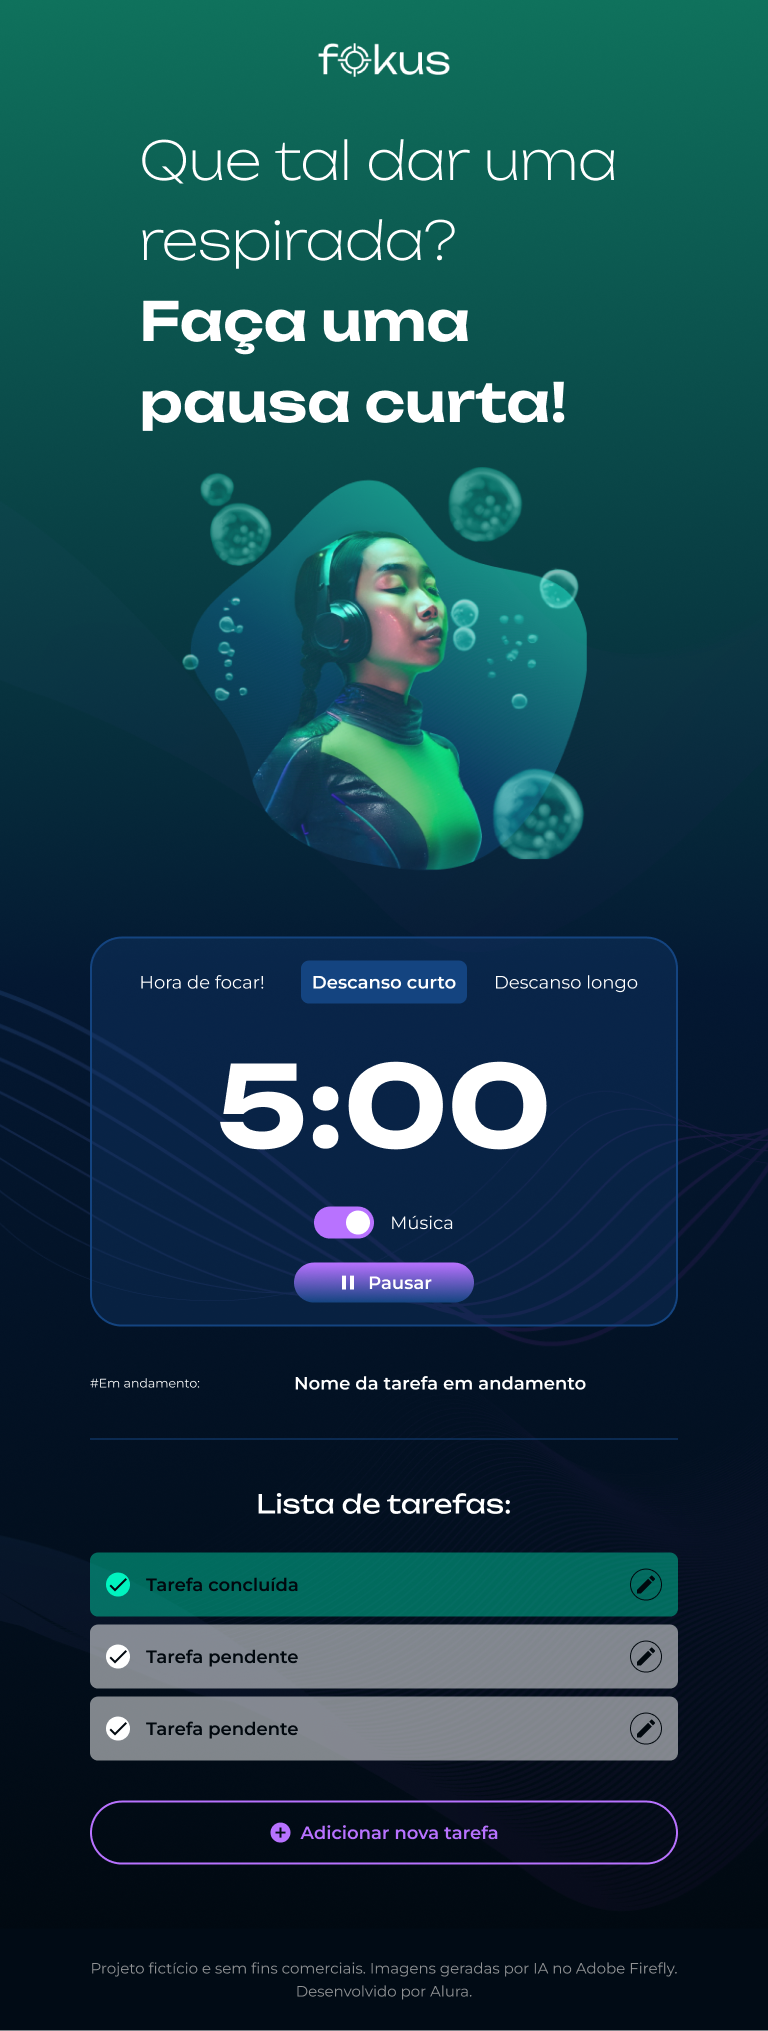 fokus
Que tal dar uma
respirada?
Faça uma
pausa curta!
Hora de focar! Descanso curto Descanso longo
5:00
Música
Pausar
#Em andamento: Nome da tarefa em andamento
Lista de tarefas:
Tarefa concluída
Tarefa pendente
Tarefa pendente
Adicionar nova tarefa
Projeto fictício e sem fins comerciais. Imagens geradas por IA no Adobe Firefly.
Desenvolvido por Alura.